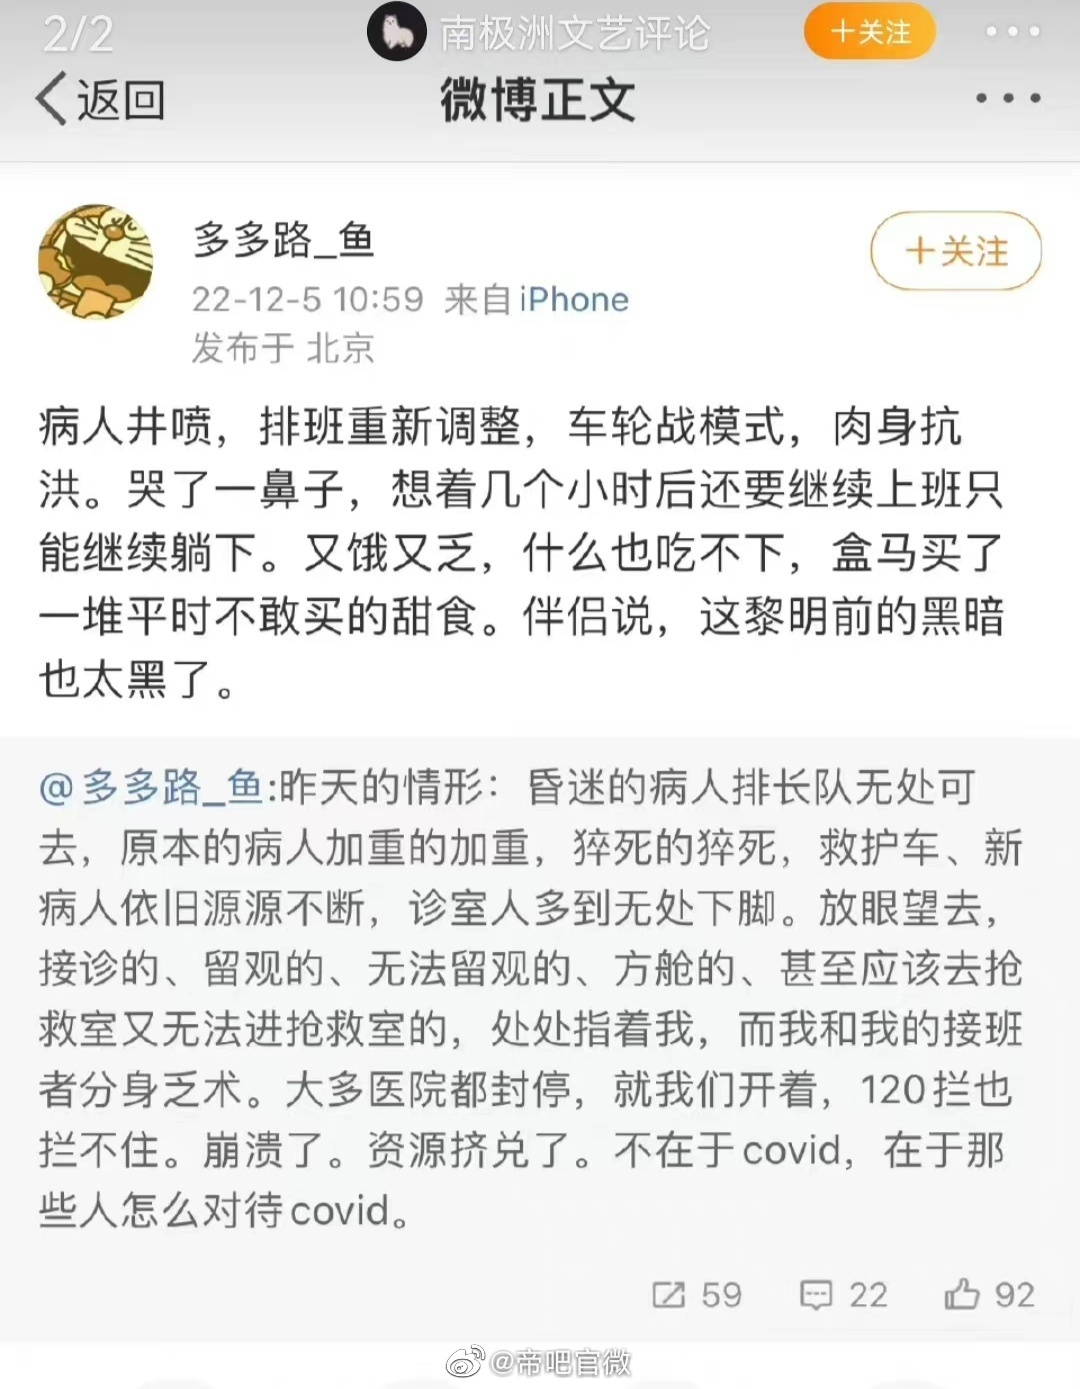 2/2
南极洲文艺评论
+关注
返回
微博正文
多多路_鱼
+关注
22-12-5 10:59 来自 iPhone
发布于 北京
病人井喷，排班重新调整，车轮战模式，肉身抗
洪。哭了一鼻子，想着几个小时后还要继续上班只
能继续躺下。又饿又乏，什么也吃不下，盒马买了
一堆平时不敢买的甜食。伴侣说，这黎明前的黑暗
也太黑了。
@多多路_鱼:昨天的情形：昏迷的病人排长队无处可
去，原本的病人加重的加重，猝死的猝死，救护车、新
病人依旧源源不断，诊室人多到无处下脚。放眼望去，
接诊的、留观的、无法留观的、方舱的、甚至应该去抢
救室又无法进抢救室的，处处指着我，而我和我的接班
者分身乏术。大多医院都封停，就我们开着，120拦也
拦不住。崩溃了。资源挤兑了。不在于covid，在于那
些人怎么对待covid。
59 22 92
@帝吧官微